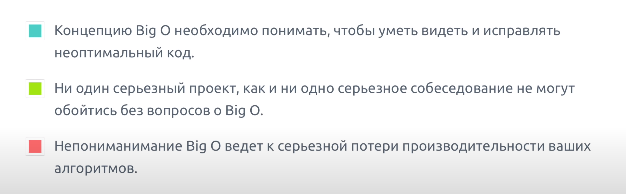 Концепцию Big O необходимо понимать, чтобы уметь видеть и исправлять
неоптимальный код.
Ни один серьезный проект, как и ни одно серьезное собеседование не могут
обойтись без вопросов о Big O.
Непониманимание Big O ведет к серьезной потери производительности ваших
алгоритмов.